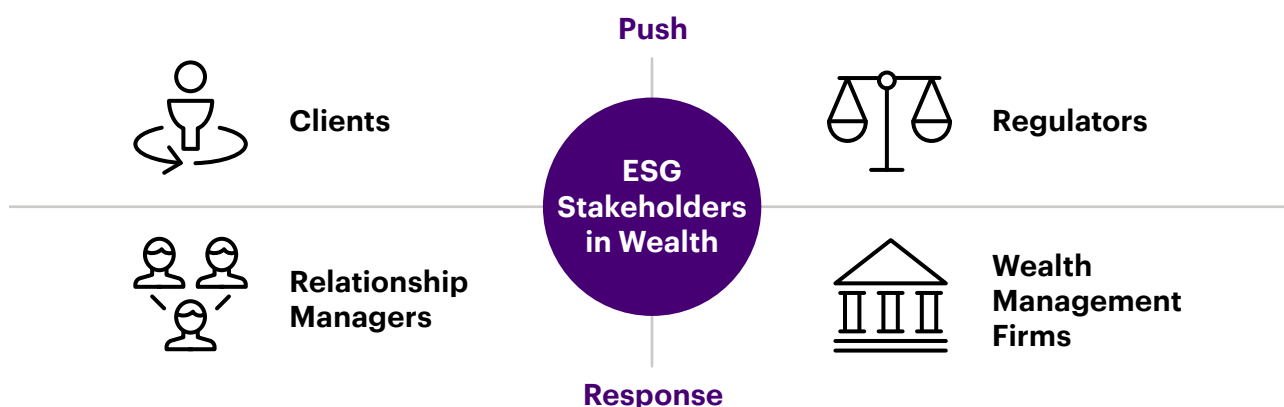 Push
Clients
Regulators
ESG
Stakeholders
in Wealth
Relationship
Managers
Wealth
Management
Firms
Response